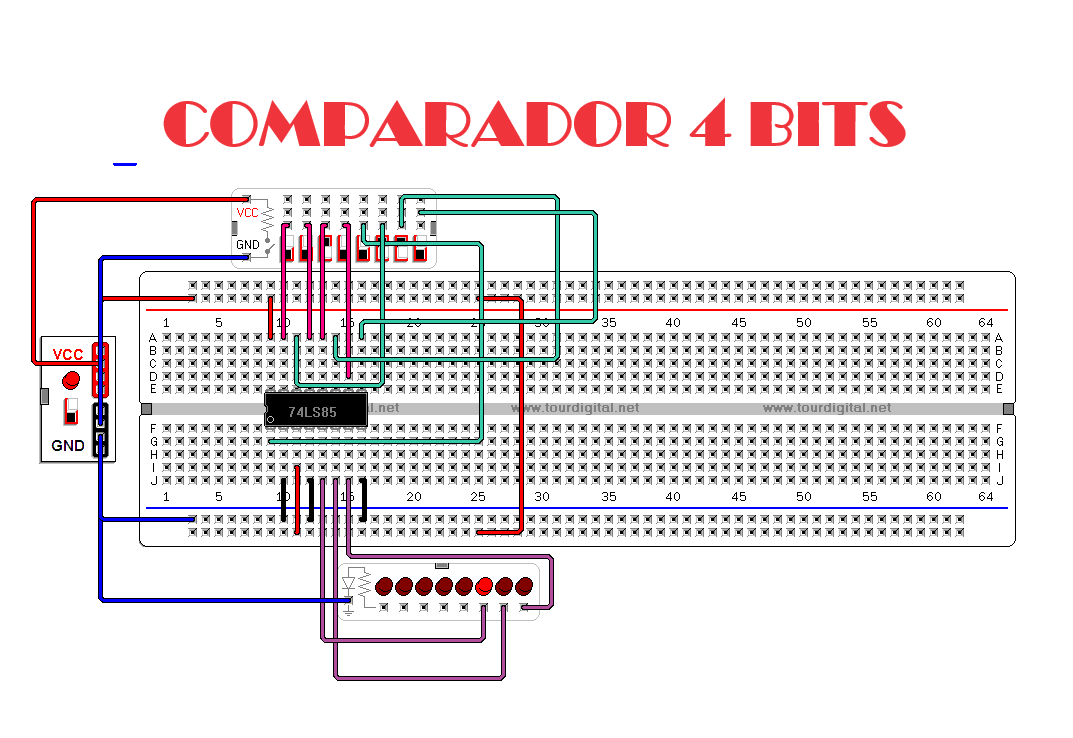 COMPARADOR 4 BITS
VCC
GND
1 5 10 15 20 25 30 35 40 45 50 55 60 64
A A
B B
C C
D D
E E
VCC
74LS85
al.net www.tourdigital.net www.tourdigital.net
GND
F F
G G
H H
I I
J J
1 5 10 15 20 25 30 35 40 45 50 55 60 64